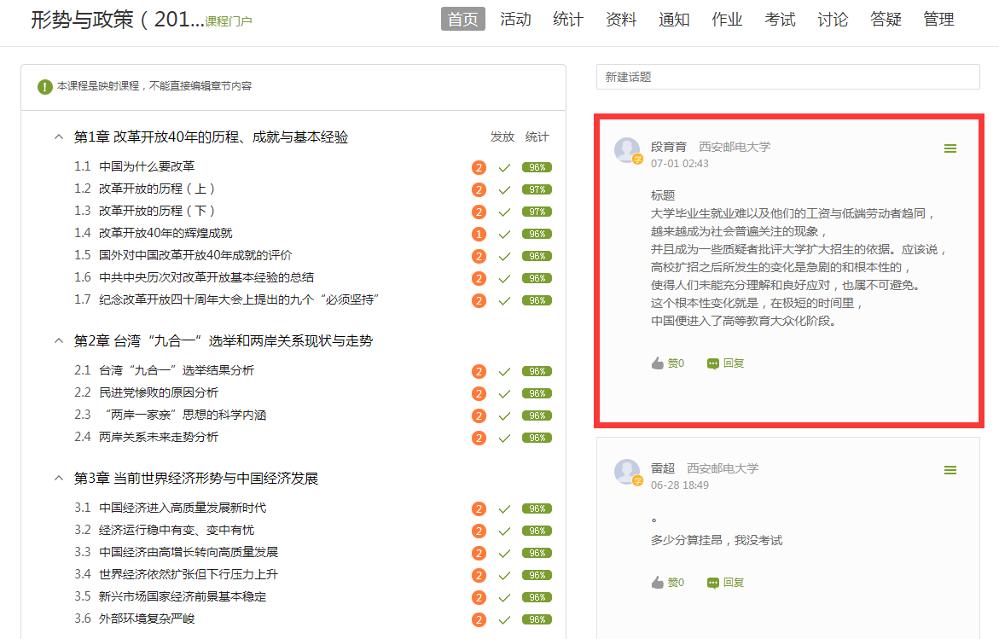 形势与政策（201...课程门户
首页 活动 统计 资料 通知 作业 考试 讨论 答疑 管理
本课程是映射课程，不能直接编辑章节内容
第1章 改革开放40年的历程、成就与基本经验 发放 统计
1.1 中国为什么要改革 2 96%
1.2 改革开放的历程（上） 2 97%
1.3 改革开放的历程（下） 2 97%
1.4 改革开放40年的辉煌成就 1 96%
1.5 国外对中国改革开放40年成就的评价 2 96%
1.6 中共中央历次对改革开放基本经验的总结 2 96%
1.7 纪念改革开放四十周年大会上提出的九个“必须坚持” 2 96%
第2章 台湾“九合一”选举和两岸关系现状与走势
2.1 台湾“九合一”选举结果分析 2 96%
2.2 民进党惨败的原因分析 2 96%
2.3 “两岸一家亲”思想的科学内涵 2 96%
2.4 两岸关系未来走势分析 2 96%
第3章 当前世界经济形势与中国经济发展
3.1 中国经济进入高质量发展新时代 2 96%
3.2 经济运行稳中有变、变中有忧 2 96%
3.3 中国经济由高增长转向高质量发展 2 96%
3.4 世界经济依然扩张但下行压力上升 2 96%
3.5 新兴市场国家经济前景基本稳定 2 96%
3.6 外部环境复杂严峻 2 96%
新建话题
学
段育育 西安邮电大学
07-01 02:43
标题
大学毕业生就业难以及他们的工资与低端劳动者趋同，
越来越成为社会普遍关注的现象，
并且成为一些质疑者批评大学扩大招生的依据。应该说，
高校扩招之后所发生的变化是急剧的和根本性的，
使得人们未能充分理解和良好应对，也属不可避免。
这个根本性变化就是，在极短的时间里，
中国便进入了高等教育大众化阶段。
赞0 回复
学
雷超 西安邮电大学
06-28 18:49
。
多少分算挂昂，我没考试
赞0 回复